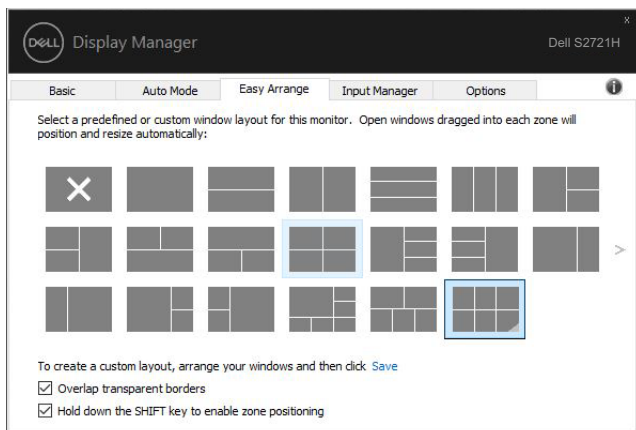 x
DELL Display Manager
Dell S2721H
Basic Auto Mode Easy Arrange Input Manager Options i
Select a predefined or custom window layout for this monitor. Open windows dragged into each zone will
position and resize automatically:
>
To create a custom layout, arrange your windows and then click Save
Overlap transparent borders
Hold down the SHIFT key to enable zone positioning